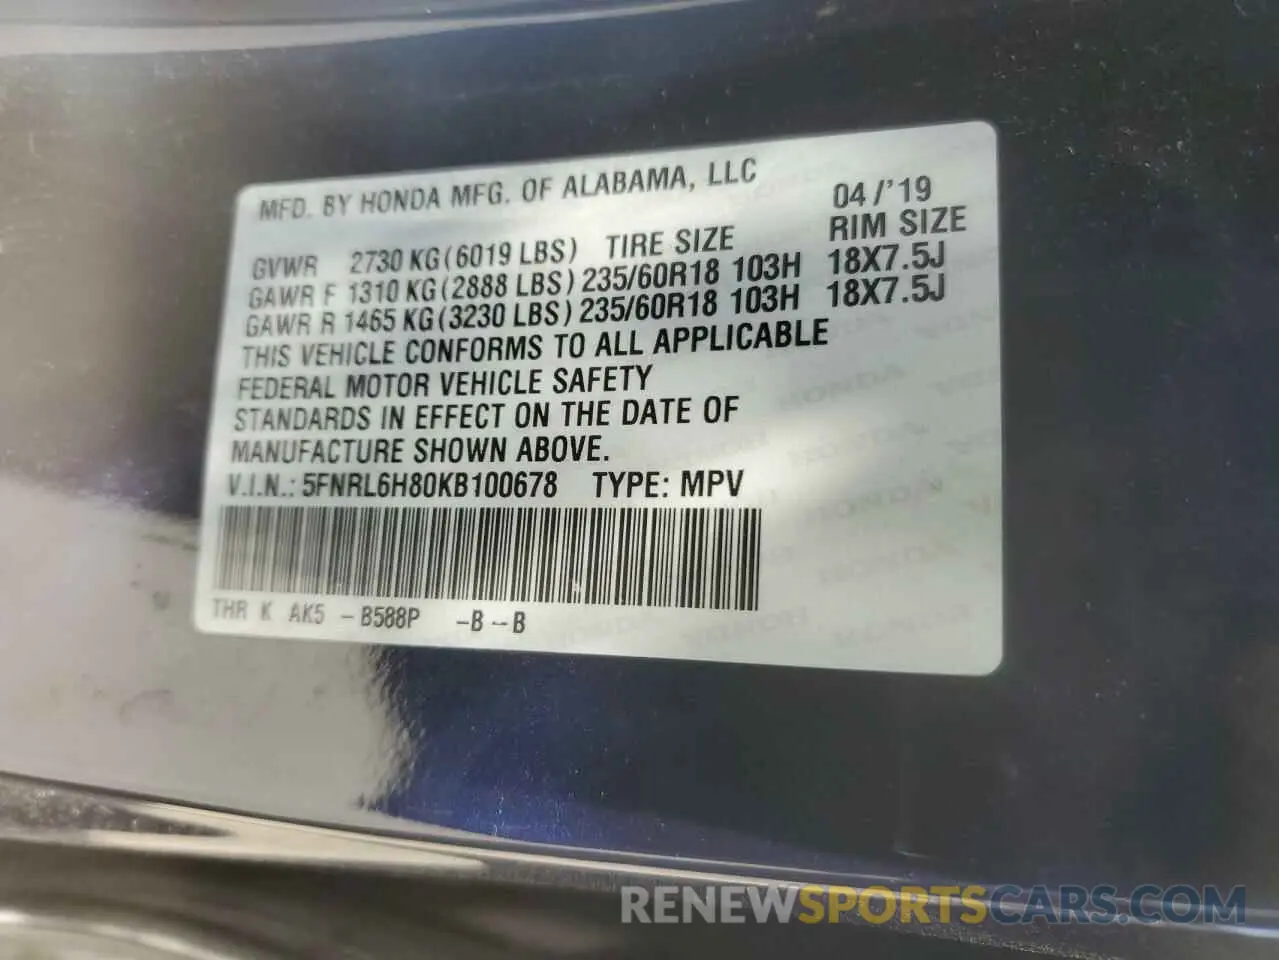 MFD. BY HONDA MFG. OF ALABAMA, LLC 04/'19
GVWR 2730 KG(6019 LBS) TIRE SIZE RIM SIZE
GAWR F 1310 KG(2888 LBS) 235/60R18 103H 18X7.5J
GAWR R 1465 KG(3230 LBS) 235/60R18 103H 18X7.5J
THIS VEHICLE CONFORMS TO ALL APPLICABLE
FEDERAL MOTOR VEHICLE SAFETY
STANDARDS IN EFFECT ON THE DATE OF
MANUFACTURE SHOWN ABOVE.
V.I.N.: 5FNRL6H80KB100678 TYPE: MPV
THR K AK5 -B588P -B--B
RENEWSPORTSCARS.COM